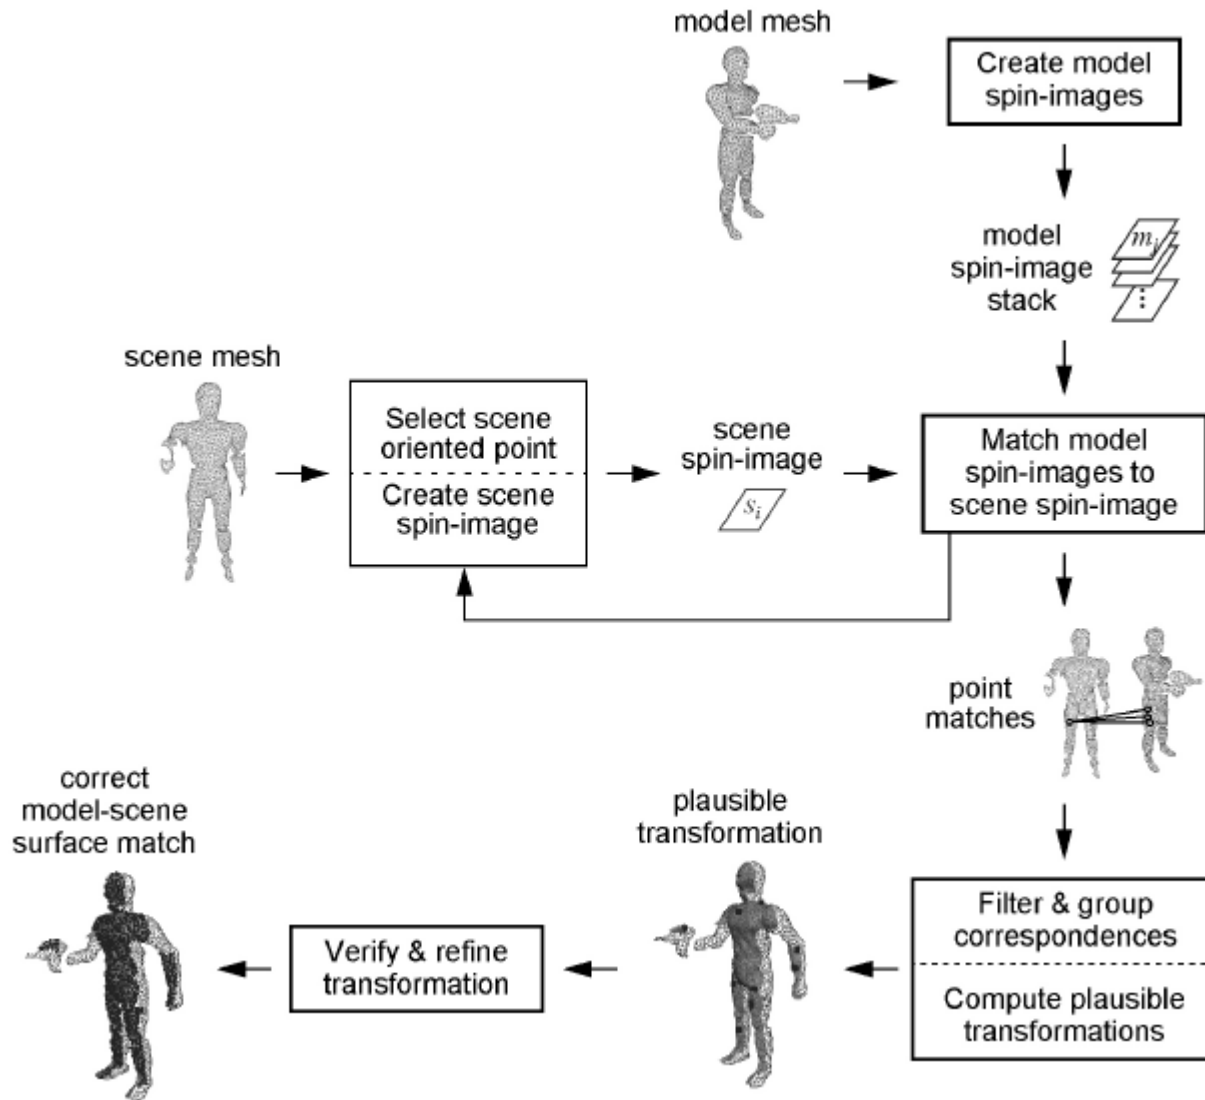 model mesh
Create model
spin-images
model
spin-image
stack
m_j
scene mesh
Select scene
oriented point
Create scene
spin-image
scene
spin-image
s_i
Match model
spin-images to
scene spin-image
point
matches
correct
model-scene
surface match
plausible
transformation
Filter & group
correspondences
Compute plausible
transformations
Verify & refine
transformation